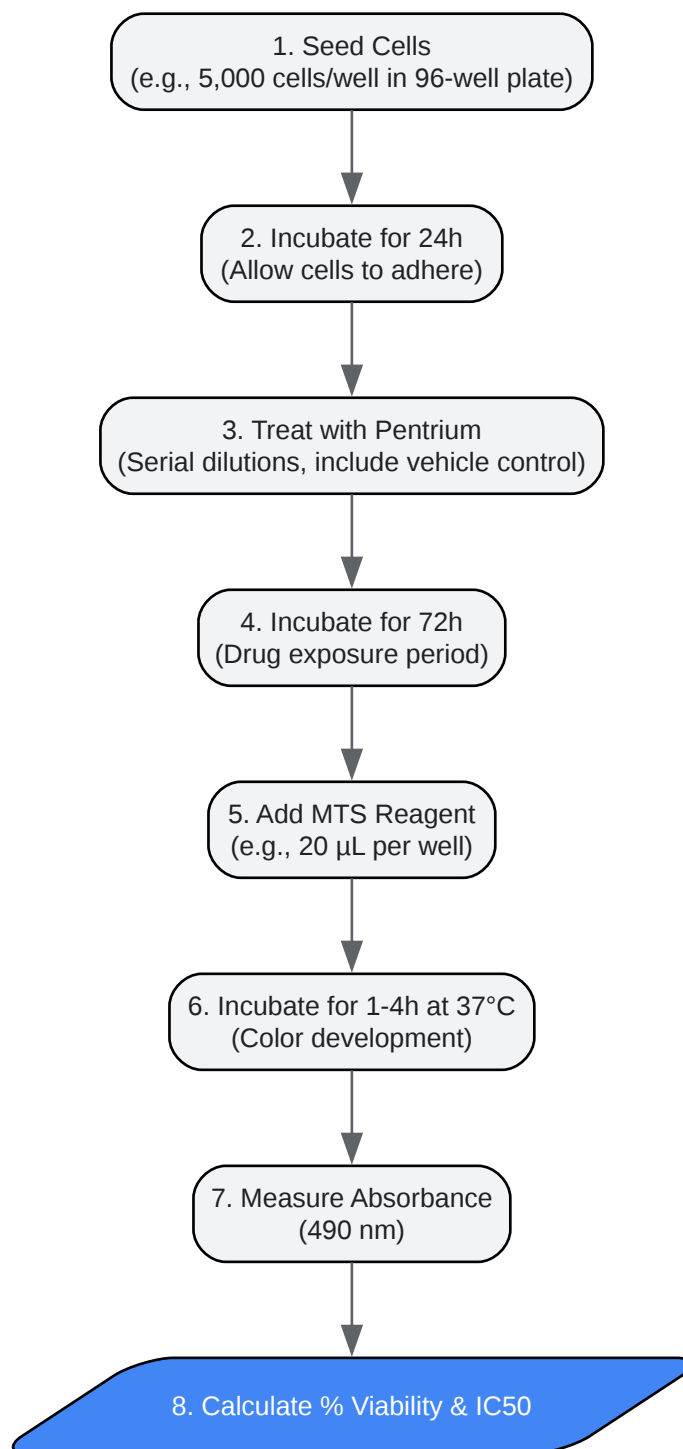 1. Seed Cells
(e.g., 5,000 cells/well in 96-well plate)
2. Incubate for 24h
(Allow cells to adhere)
3. Treat with Pentrium
(Serial dilutions, include vehicle control)
4. Incubate for 72h
(Drug exposure period)
5. Add MTS Reagent
(e.g., 20 µL per well)
6. Incubate for 1-4h at 37°C
(Color development)
7. Measure Absorbance
(490 nm)
8. Calculate % Viability & IC50